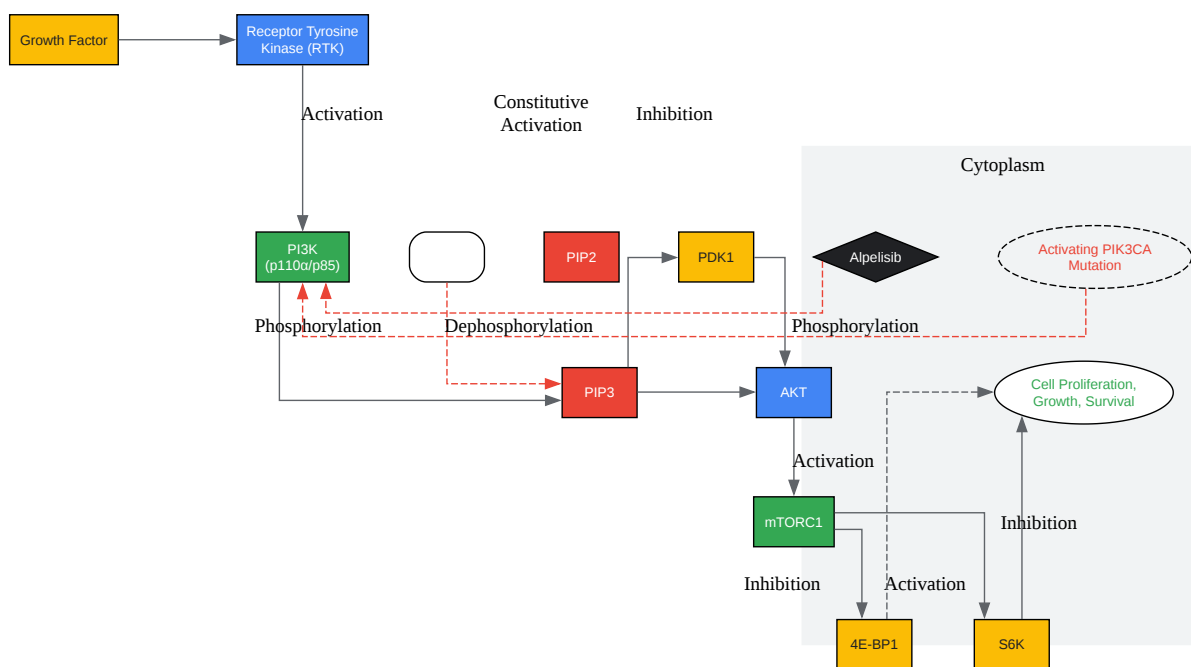 Growth Factor
Receptor Tyrosine
Kinase (RTK)
Activation
Constitutive
Activation
Inhibition
Cytoplasm
PI3K
(p110α/p85)
PIP2
PDK1
Alpelisib
Activating PIK3CA
Mutation
Phosphorylation
Dephosphorylation
Phosphorylation
PIP3
AKT
Cell Proliferation,
Growth, Survival
Activation
mTORC1
Inhibition
Inhibition
Activation
4E-BP1
S6K